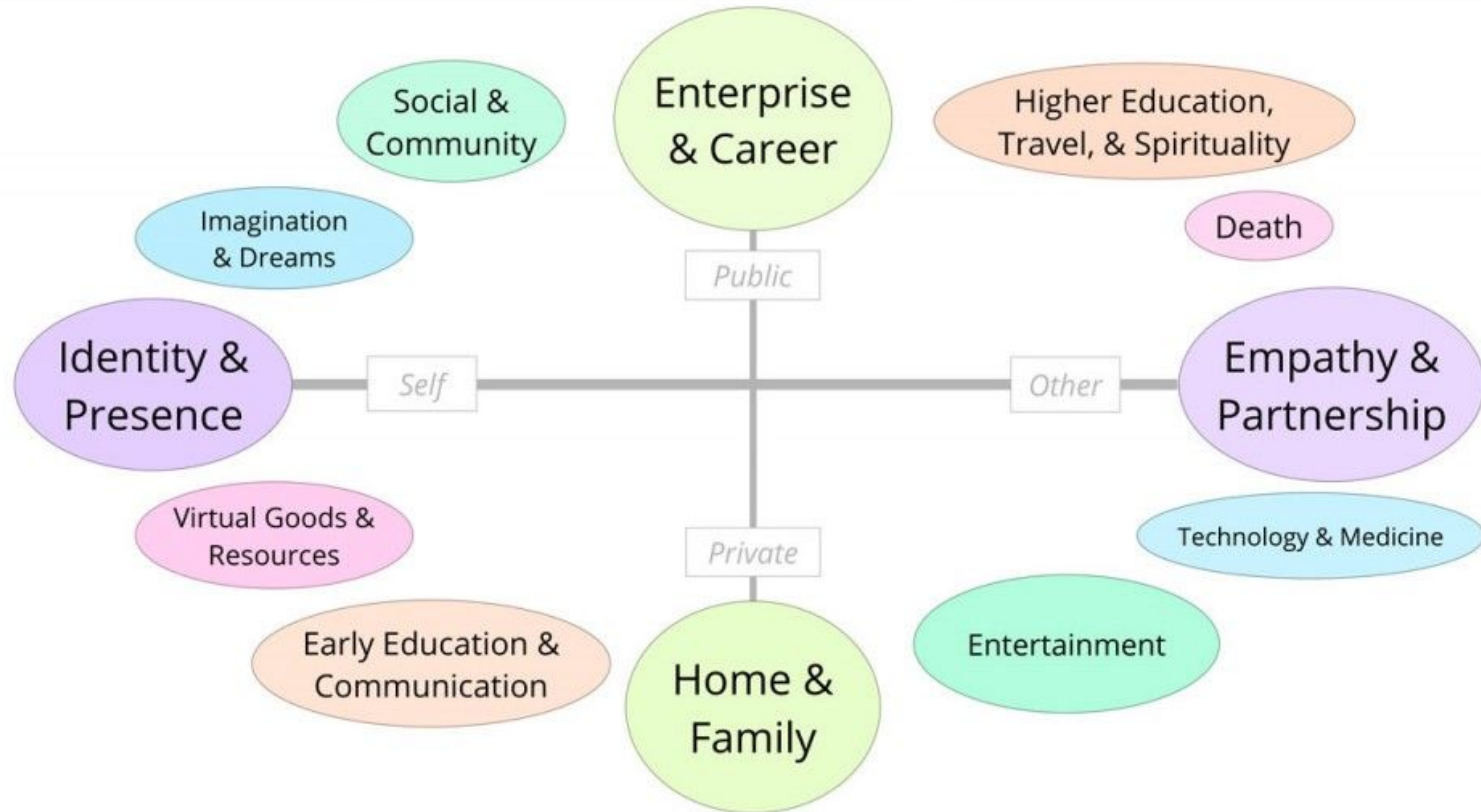 Enterprise
& Career
Social &
Community
Higher Education,
Travel, & Spirituality
Imagination
& Dreams
Death
Public
Identity &
Presence
Self
Other
Empathy &
Partnership
Virtual Goods &
Resources
Private
Technology & Medicine
Early Education &
Communication
Home &
Family
Entertainment